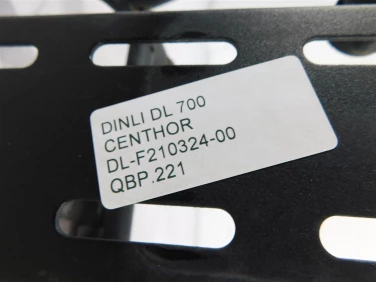 DINLI DL 700
CENTHOR
DL-F210324-00
QBP.221